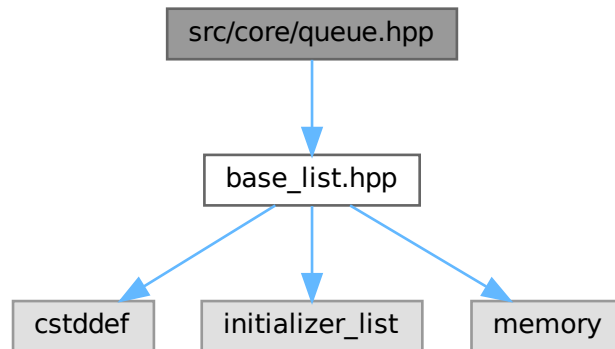 src/core/queue.hpp
base_list.hpp
cstddef
initializer_list
memory